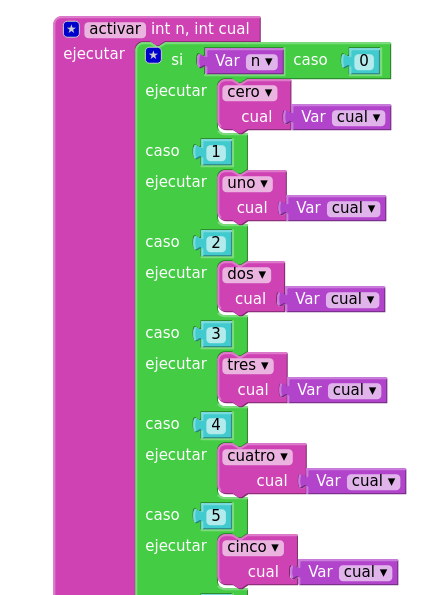 activar int n, int cual
ejecutar si Var n ▾ caso 0
ejecutar cero ▾
cual Var cual ▾
caso 1
ejecutar uno ▾
cual Var cual ▾
caso 2
ejecutar dos ▾
cual Var cual ▾
caso 3
ejecutar tres ▾
cual Var cual ▾
caso 4
ejecutar cuatro ▾
cual Var cual ▾
caso 5
ejecutar cinco ▾
cual Var cual ▾